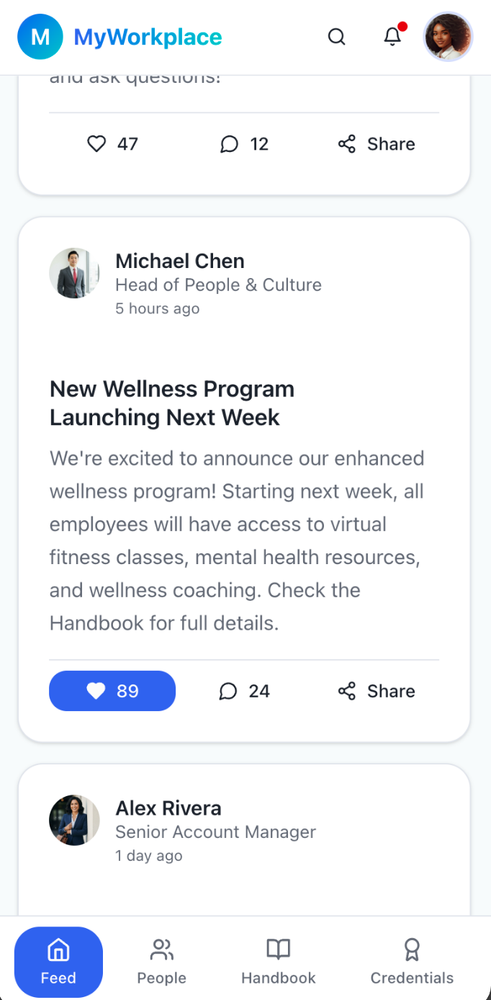 M MyWorkplace
and ask questions!
47 12 Share
Michael Chen
Head of People & Culture
5 hours ago
New Wellness Program
Launching Next Week
We're excited to announce our enhanced
wellness program! Starting next week, all
employees will have access to virtual
fitness classes, mental health resources,
and wellness coaching. Check the
Handbook for full details.
89 24 Share
Alex Rivera
Senior Account Manager
1 day ago
Feed People Handbook Credentials